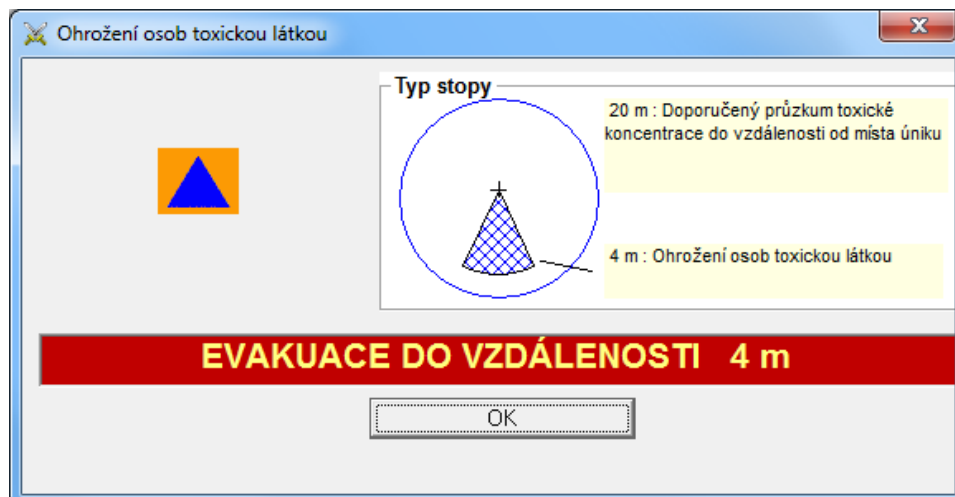 Ohrožení osob toxickou látkou
Typ stopy
20 m : Doporučený průzkum toxické
koncentrace do vzdálenosti od místa úniku
4 m : Ohrožení osob toxickou látkou
EVAKUACE DO VZDÁLENOSTI 4 m
OK